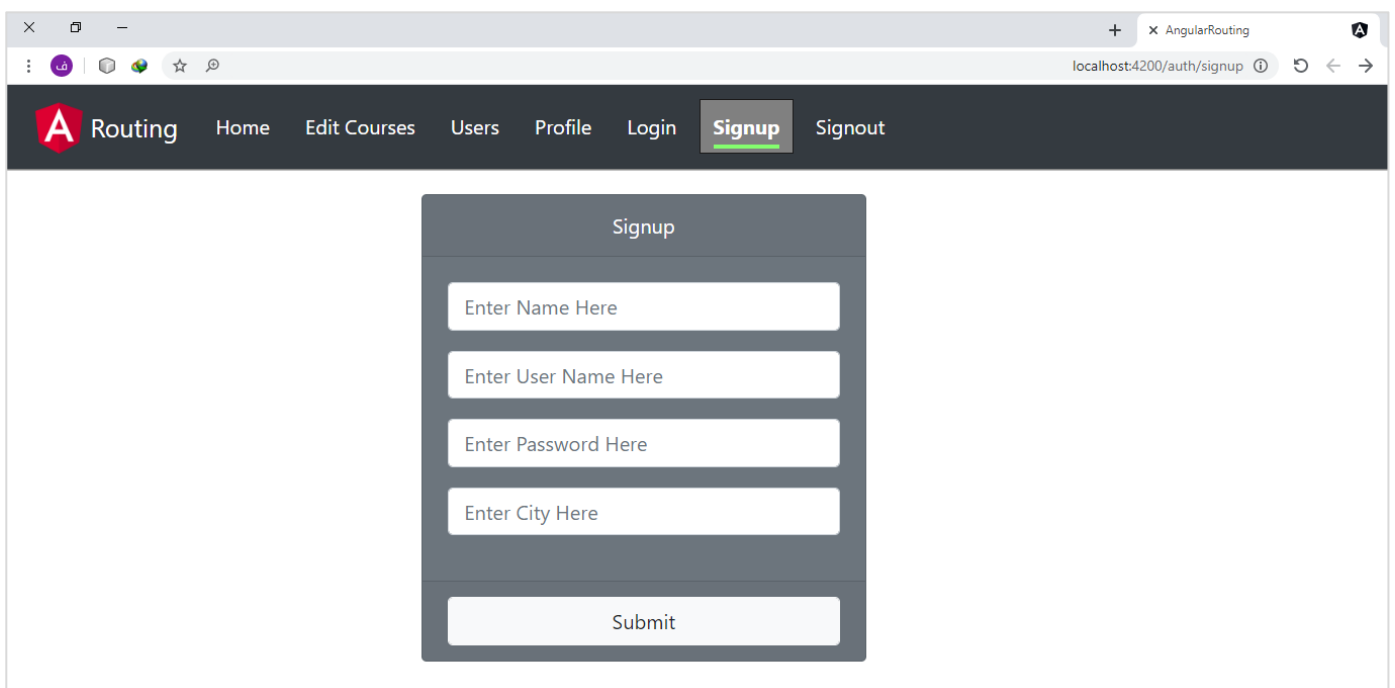 AngularRouting
ف
localhost:4200/auth/signup
A Routing Home Edit Courses Users Profile Login Signup Signout
Signup
Enter Name Here
Enter User Name Here
Enter Password Here
Enter City Here
Submit